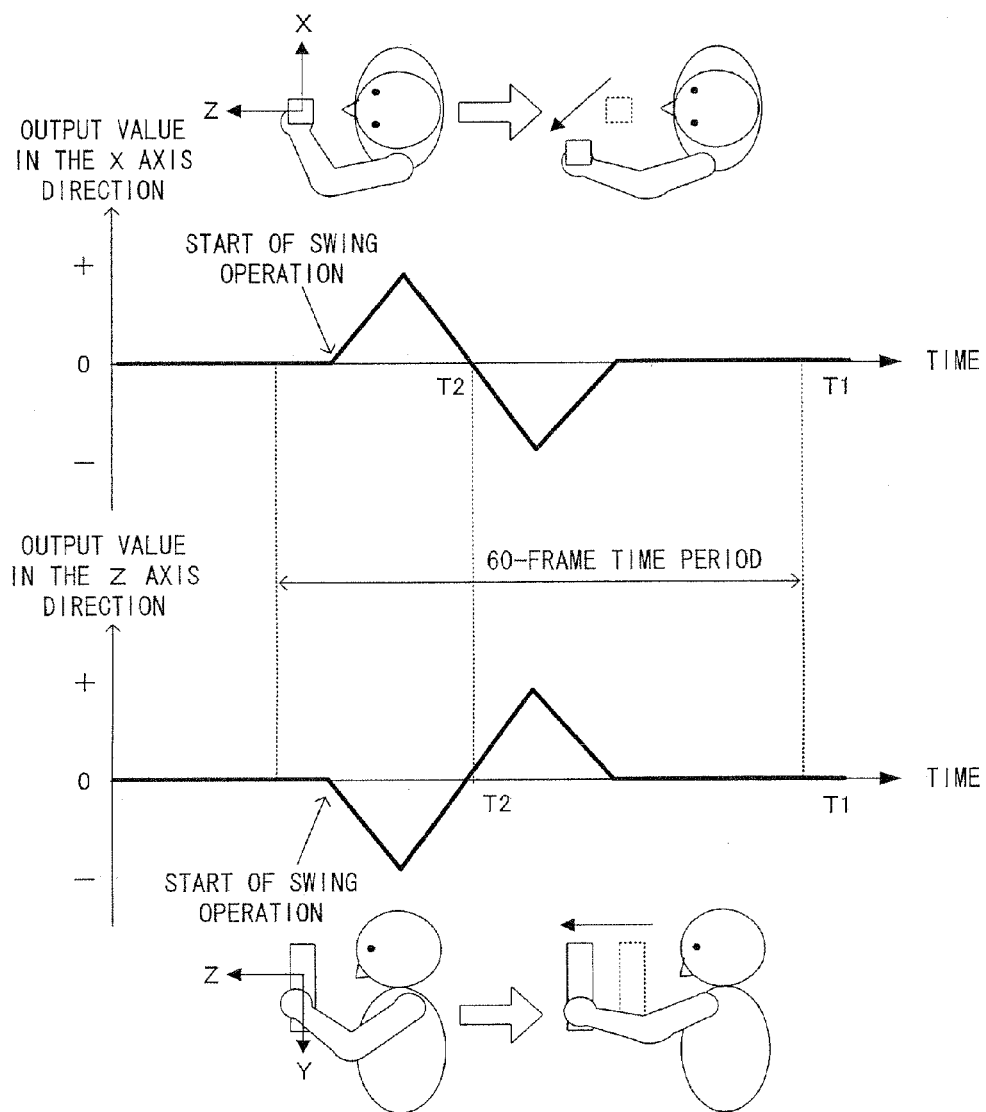 X
Z
OUTPUT VALUE
IN THE X AXIS
DIRECTION
START OF SWING
OPERATION
+
0
T2
T1
TIME
−
OUTPUT VALUE
IN THE Z AXIS
DIRECTION
60-FRAME TIME PERIOD
+
0
T2
T1
TIME
−
START OF SWING
OPERATION
Z
Y